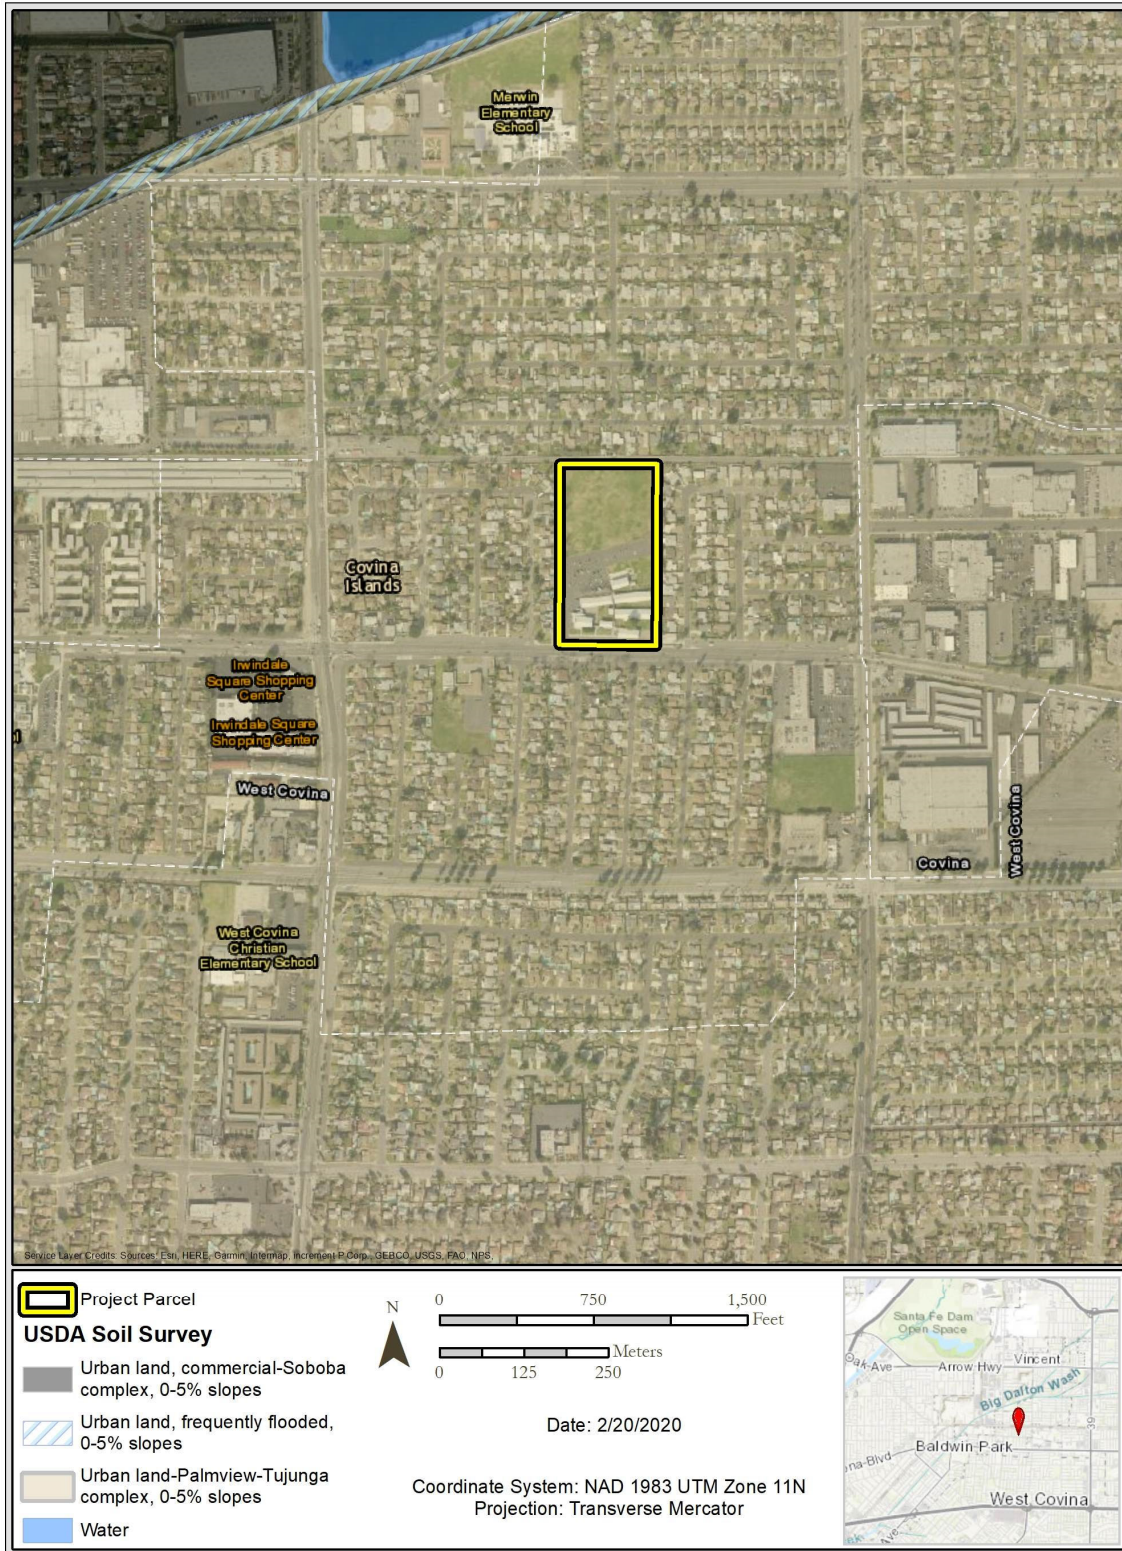 Merwin
Elementary
School
Covina
Islands
Irwindale
Square Shopping
Center
Irwindale Square
Shopping Center
West Covina
West Covina
Covina
West Covina
Christian
Elementary School
Service Layer Credits: Sources: Esri, HERE, Garmin, Intermap, increment P Corp., GEBCO, USGS, FAO, NPS,
Project Parcel
USDA Soil Survey
Urban land, commercial-Soboba
complex, 0-5% slopes
Urban land, frequently flooded,
0-5% slopes
Urban land-Palmview-Tujunga
complex, 0-5% slopes
Water
N
0 750 1,500
Feet
Meters
0 125 250
Date: 2/20/2020
Coordinate System: NAD 1983 UTM Zone 11N
Projection: Transverse Mercator
Santa Fe Dam
Open Space
Oak-Ave
Arrow Hwy
Vincent
Big Dalton Wash
39
Baldwin Park
na-Blvd
West Covina
Ave